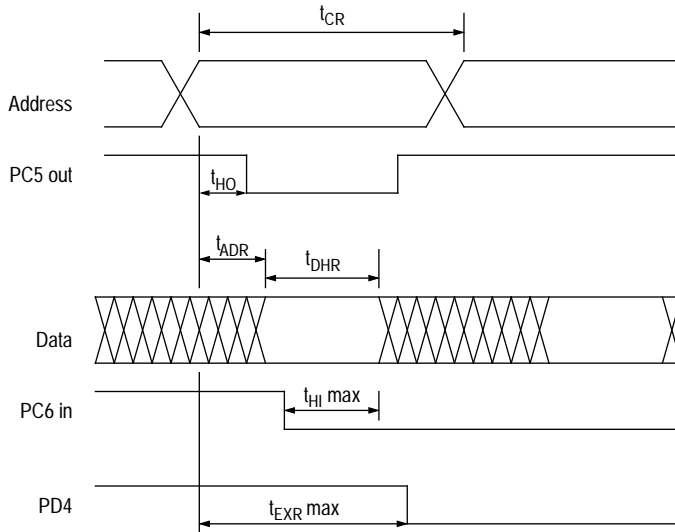 tCR
Address
PC5 out
tHO
tADR
tDHR
Data
PC6 in
tHI max
PD4
tEXR max